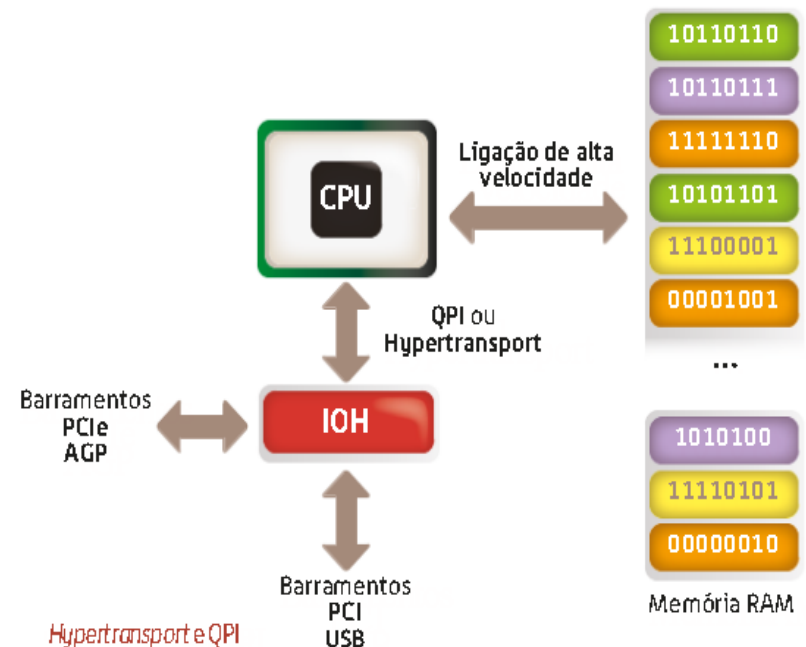 10110110
10110111
11111110
10101101
11100001
00001001
...
1010100
11110101
00000010
Memória RAM
Ligação de alta
velocidade
CPU
QPI ou
Hypertransport
IOH
Barramentos
PCIe
AGP
Barramentos
PCI
USB
Hypertransport e QPI